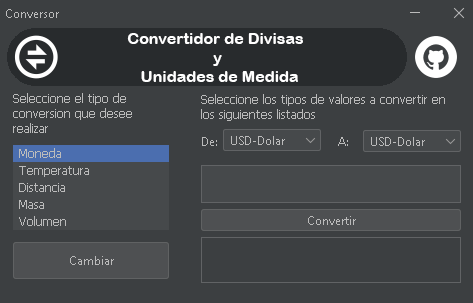 Conversor
Convertidor de Divisas
y
Unidades de Medida
Seleccione el tipo de
conversion que desee
realizar
Moneda
Temperatura
Distancia
Masa
Volumen
Cambiar
Seleccione los tipos de valores a convertir en
los siguientes listados
De: USD-Dolar A: USD-Dolar
Convertir